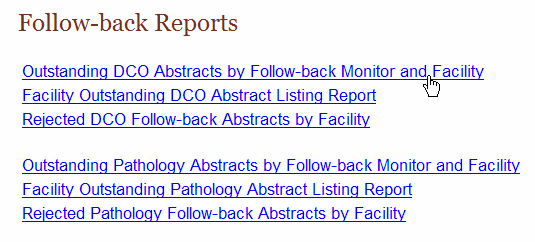 Follow-back Reports
Outstanding DCO Abstracts by Follow-back Monitor and Facility
Facility Outstanding DCO Abstract Listing Report
Rejected DCO Follow-back Abstracts by Facility
Outstanding Pathology Abstracts by Follow-back Monitor and Facility
Facility Outstanding Pathology Abstract Listing Report
Rejected Pathology Follow-back Abstracts by Facility